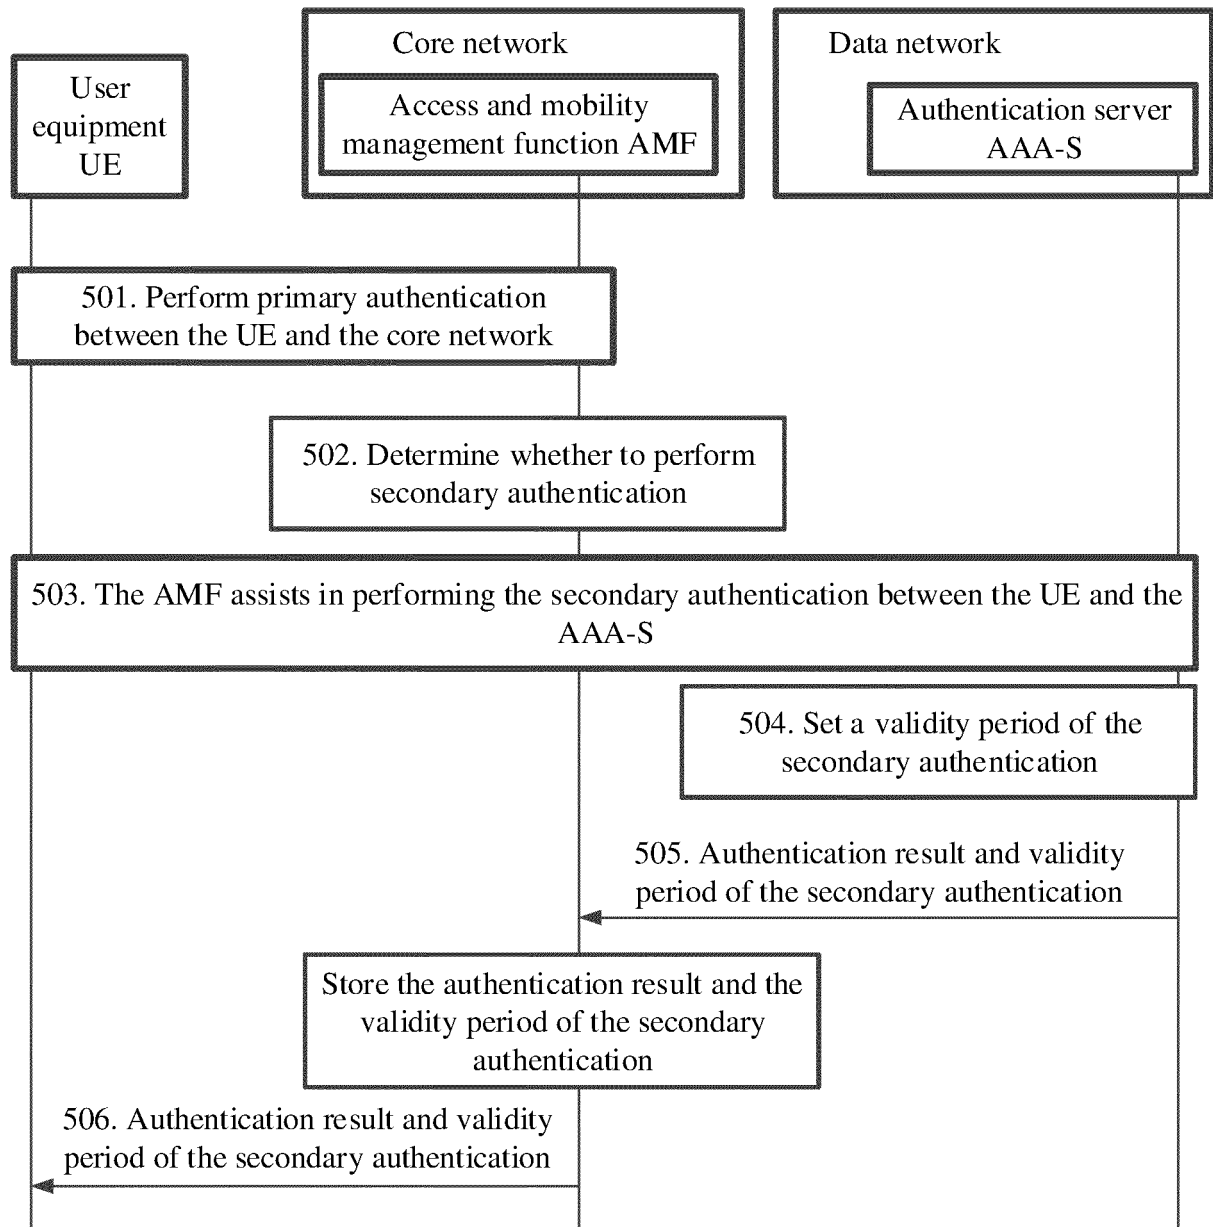 User
equipment
UE
Core network
Access and mobility
management function AMF
Data network
Authentication server
AAA-S
501. Perform primary authentication
between the UE and the core network
502. Determine whether to perform
secondary authentication
503. The AMF assists in performing the secondary authentication between the UE and the
AAA-S
504. Set a validity period of the
secondary authentication
505. Authentication result and validity
period of the secondary authentication
Store the authentication result and the
validity period of the secondary
authentication
506. Authentication result and validity
period of the secondary authentication